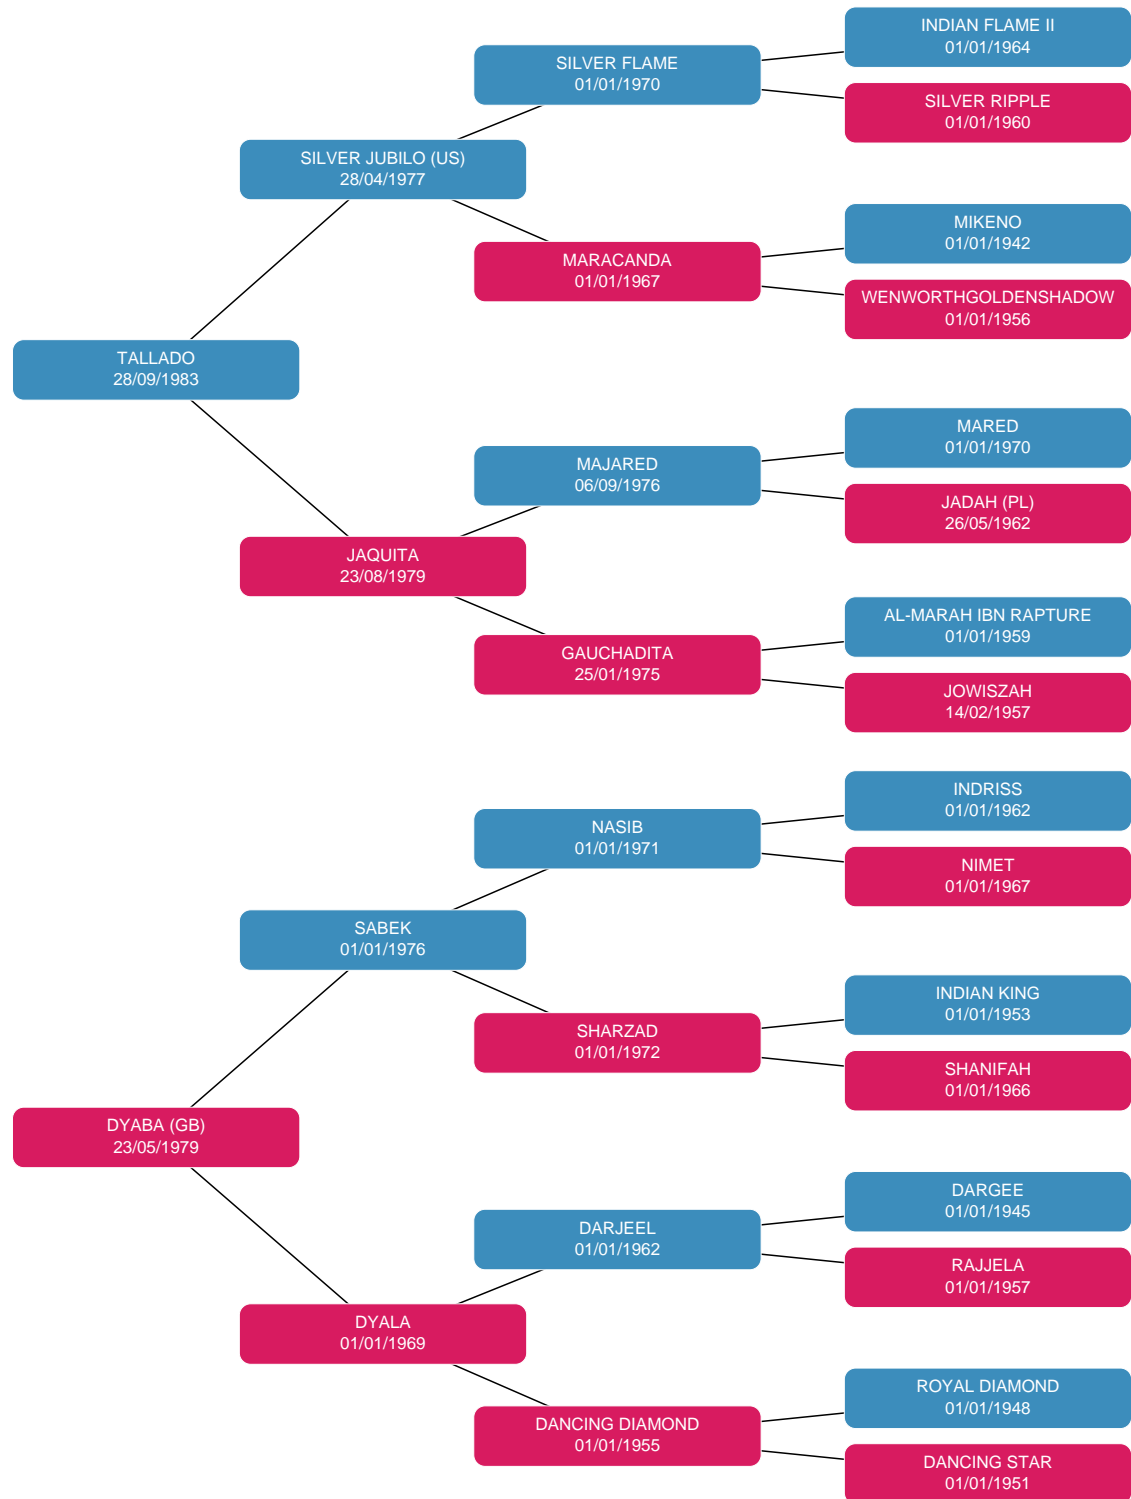 INDIAN FLAME II
01/01/1964
SILVER FLAME
01/01/1970
SILVER RIPPLE
01/01/1960
SILVER JUBILO (US)
28/04/1977
MIKENO
01/01/1942
MARACANDA
01/01/1967
WENWORTHGOLDENSHADOW
01/01/1956
TALLADO
28/09/1983
MARED
01/01/1970
MAJARED
06/09/1976
JADAH (PL)
26/05/1962
JAQUITA
23/08/1979
AL-MARAH IBN RAPTURE
01/01/1959
GAUCHADITA
25/01/1975
JOWISZAH
14/02/1957
INDRISS
01/01/1962
NASIB
01/01/1971
NIMET
01/01/1967
SABEK
01/01/1976
INDIAN KING
01/01/1953
SHARZAD
01/01/1972
SHANIFAH
01/01/1966
DYABA (GB)
23/05/1979
DARGEE
01/01/1945
DARJEEL
01/01/1962
RAJJELA
01/01/1957
DYALA
01/01/1969
ROYAL DIAMOND
01/01/1948
DANCING DIAMOND
01/01/1955
DANCING STAR
01/01/1951